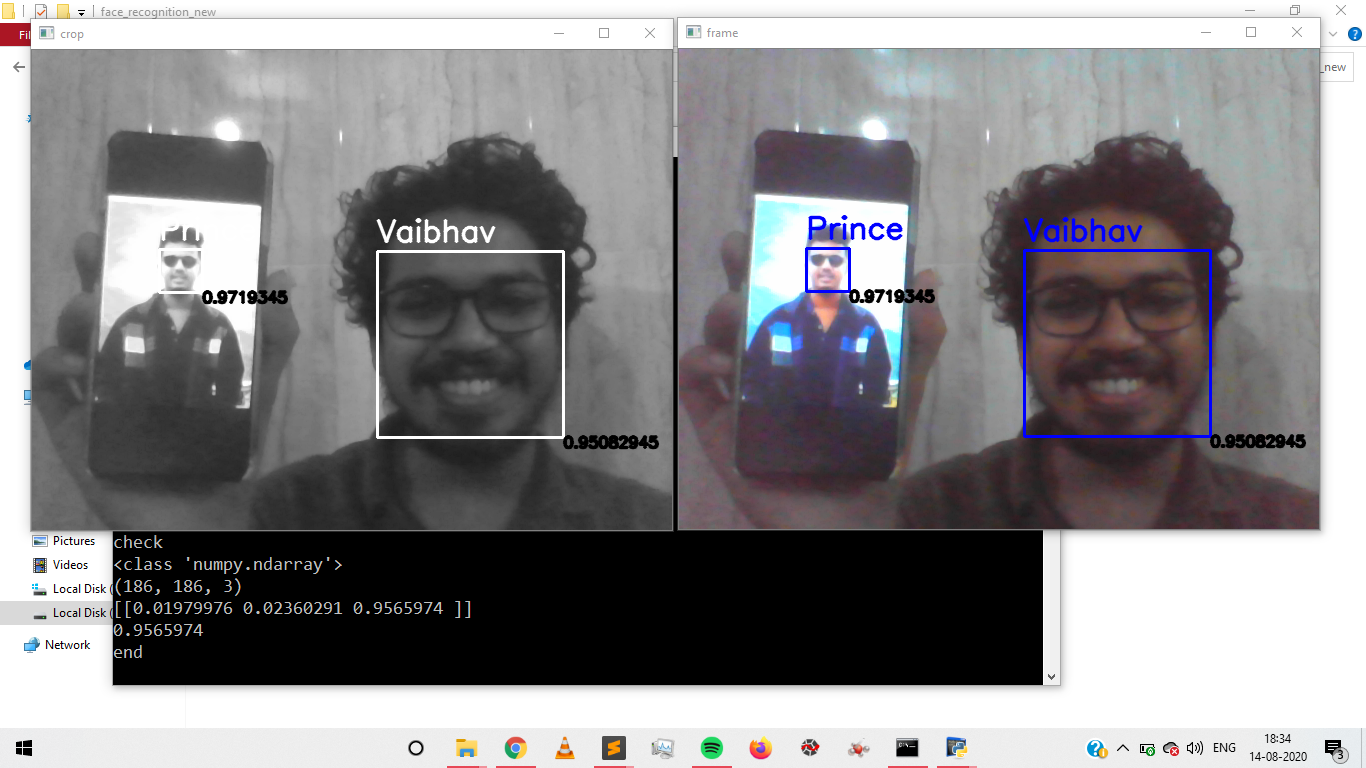 face_recognition_new
crop
frame
_new
Prince
Vaibhav
0.9719345
0.95082945
Prince
Vaibhav
0.9719345
0.95082945
Pictures
Videos
Local Disk (
Local Disk (
Network
check
<class 'numpy.ndarray'>
(186, 186, 3)
[[0.01979976 0.02360291 0.9565974 ]]
0.9565974
end
ENG
18:34
14-08-2020
3